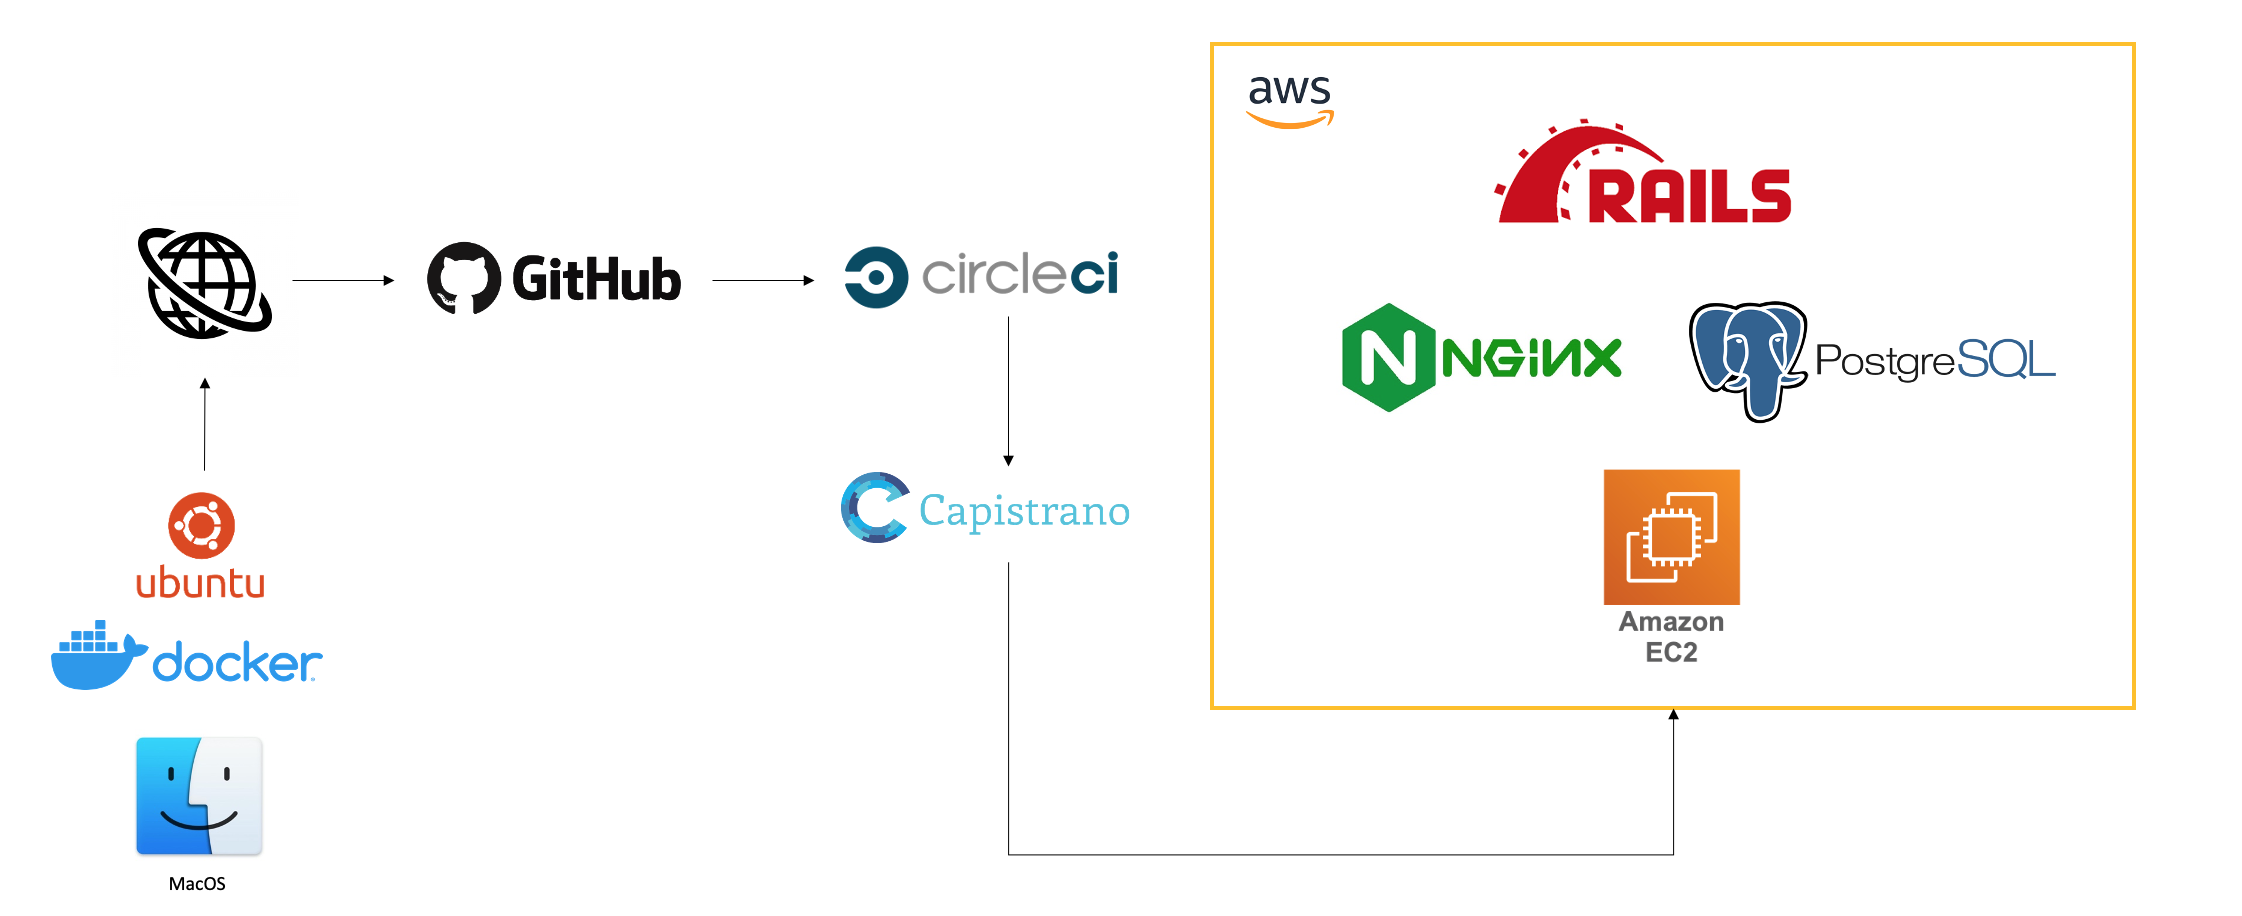 aws
RAILS
GitHub
circleci
NGINX
PostgreSQL
Capistrano
ubuntu
docker
Amazon
EC2
MacOS